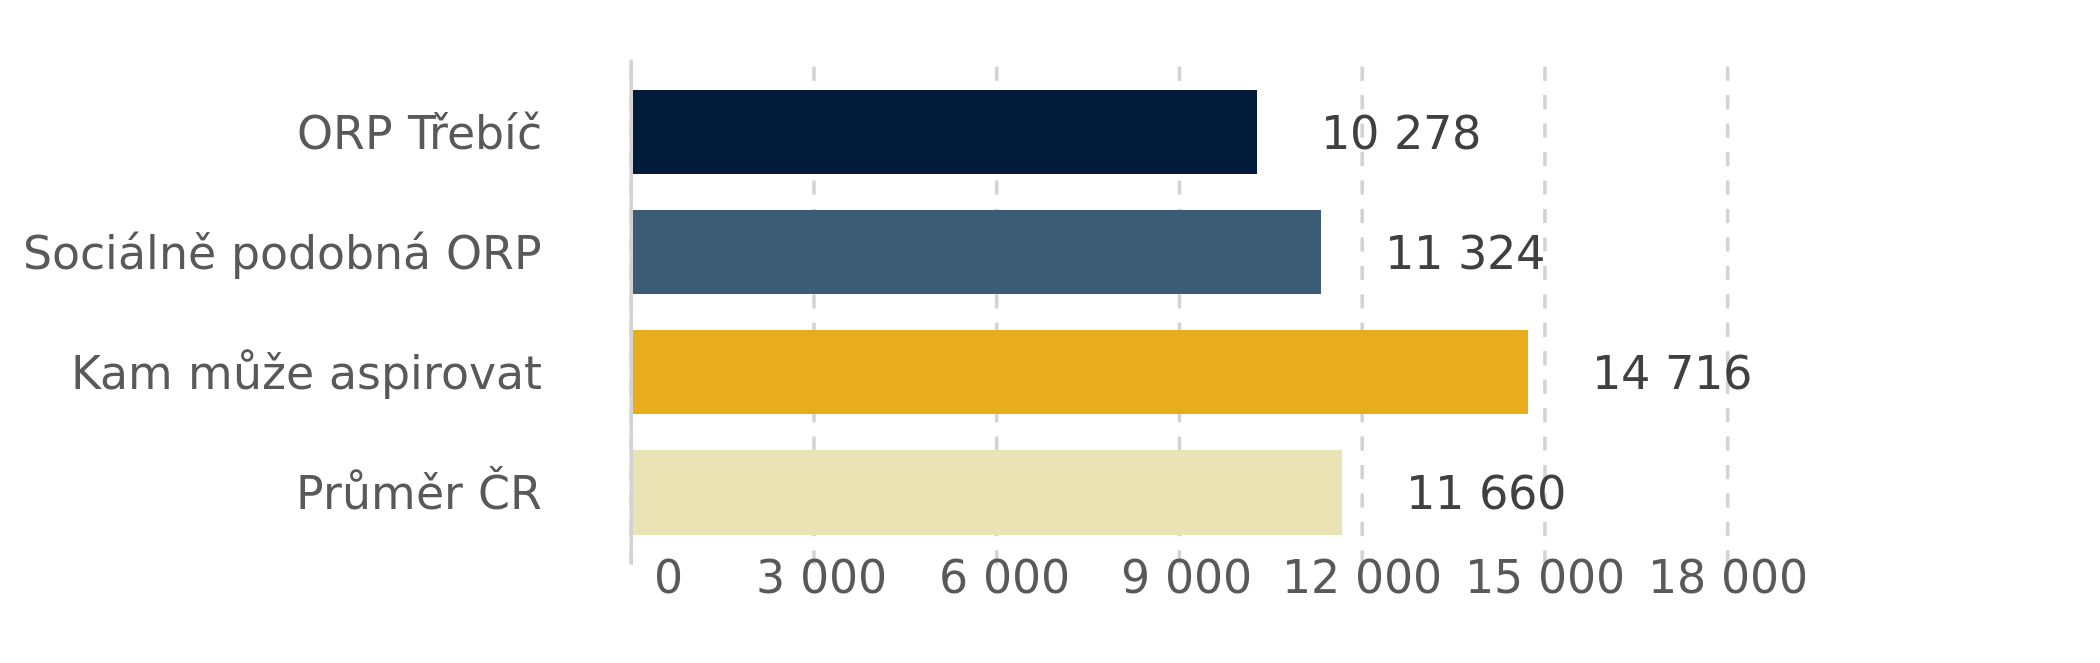 ORP Třebíč 10 278
Sociálně podobná ORP 11 324
Kam může aspirovat 14 716
Průměr ČR 11 660
0 3 000 6 000 9 000 12 000 15 000 18 000